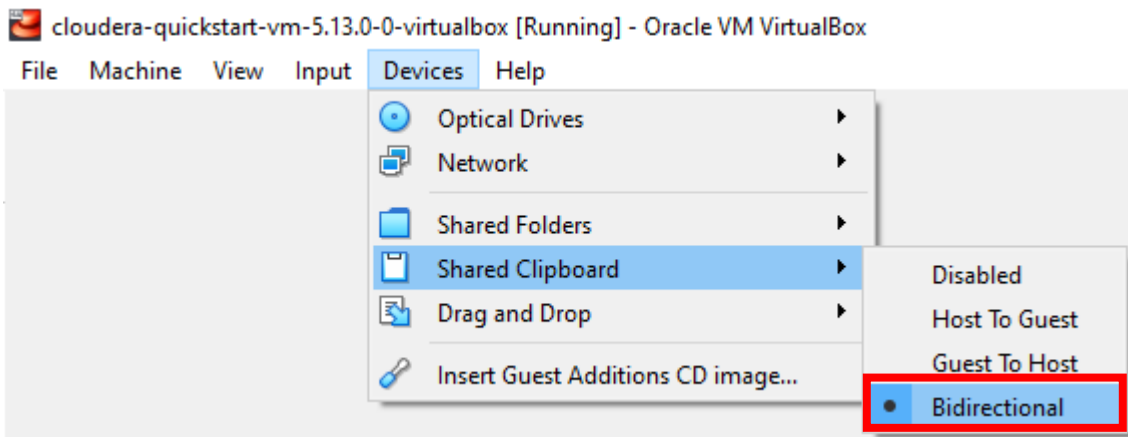 cloudera-quickstart-vm-5.13.0-0-virtualbox [Running] - Oracle VM VirtualBox
File Machine View Input Devices Help
Optical Drives
Network
Shared Folders
Shared Clipboard
Drag and Drop
Insert Guest Additions CD image...
Disabled
Host To Guest
Guest To Host
Bidirectional